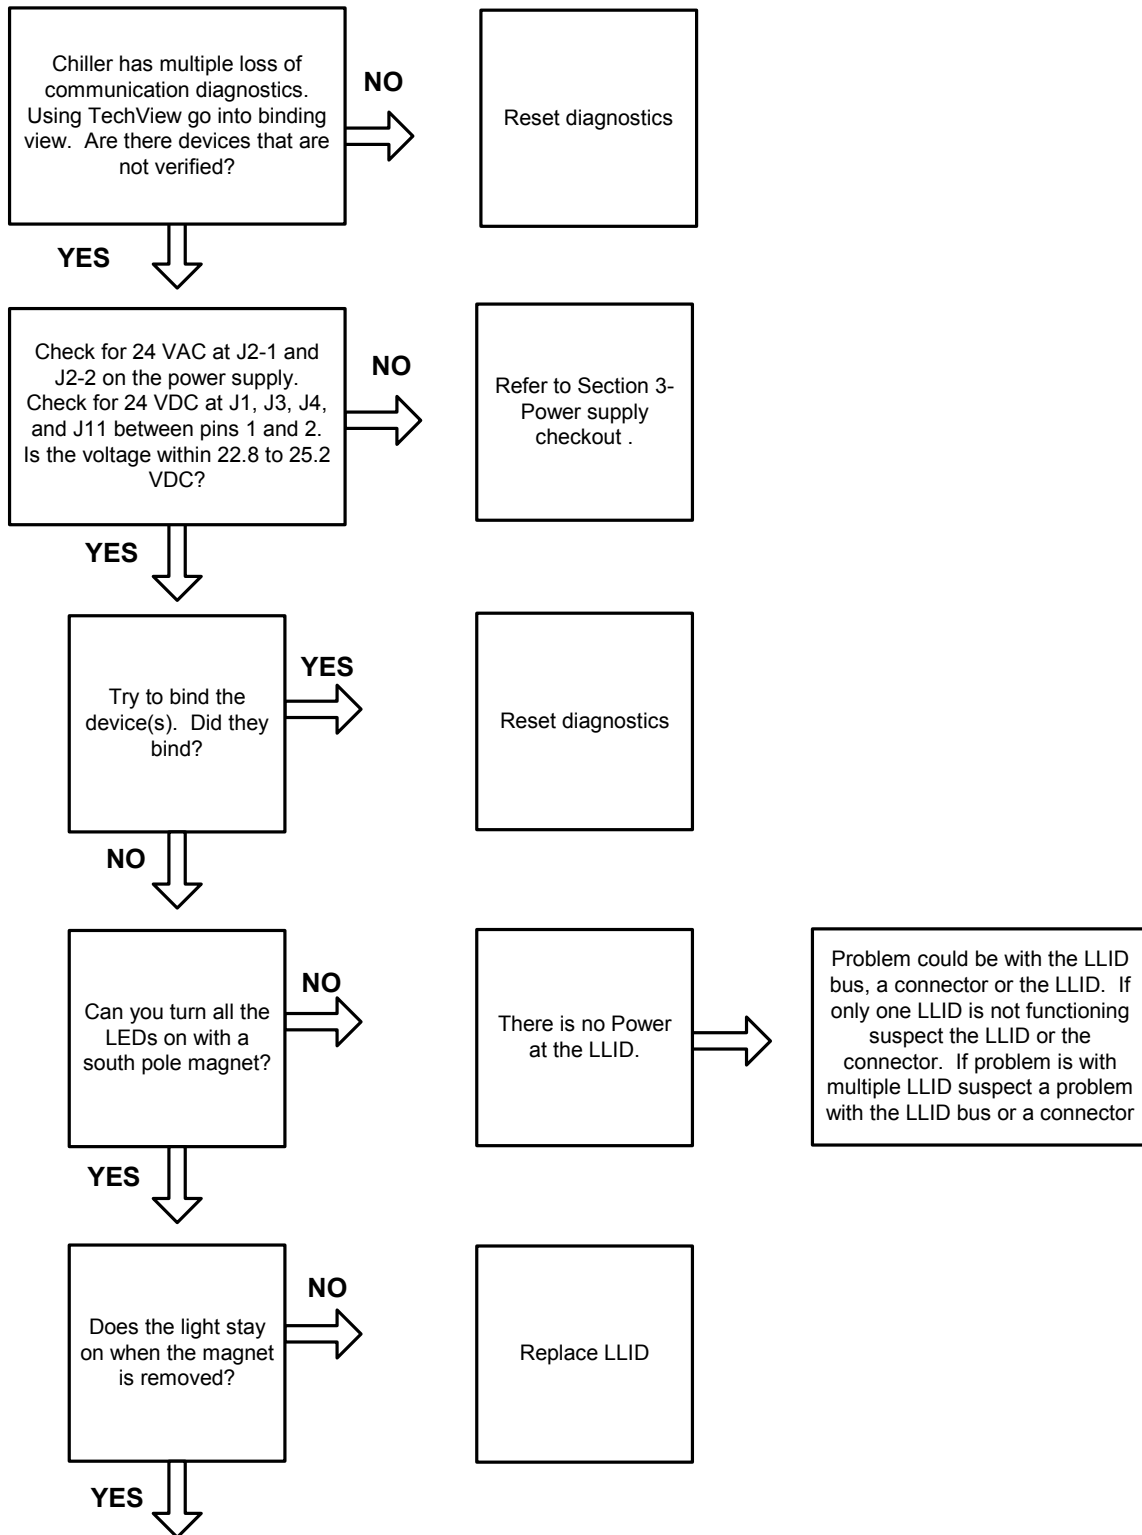 Chiller has multiple loss of
communication diagnostics.
Using TechView go into binding
view.  Are there devices that are
not verified?
NO
Reset diagnostics
YES
Check for 24 VAC at J2-1 and
J2-2 on the power supply.
Check for 24 VDC at J1, J3, J4,
and J11 between pins 1 and 2.
Is the voltage within 22.8 to 25.2
VDC?
NO
Refer to Section 3-
Power supply
checkout .
YES
Try to bind the
device(s).  Did they
bind?
YES
Reset diagnostics
NO
Can you turn all the
LEDs on with a
south pole magnet?
NO
There is no Power
at the LLID.
Problem could be with the LLID
bus, a connector or the LLID.  If
only one LLID is not functioning
suspect the LLID or the
connector.  If problem is with
multiple LLID suspect a problem
with the LLID bus or a connector
YES
Does the light stay
on when the magnet
is removed?
NO
Replace LLID
YES